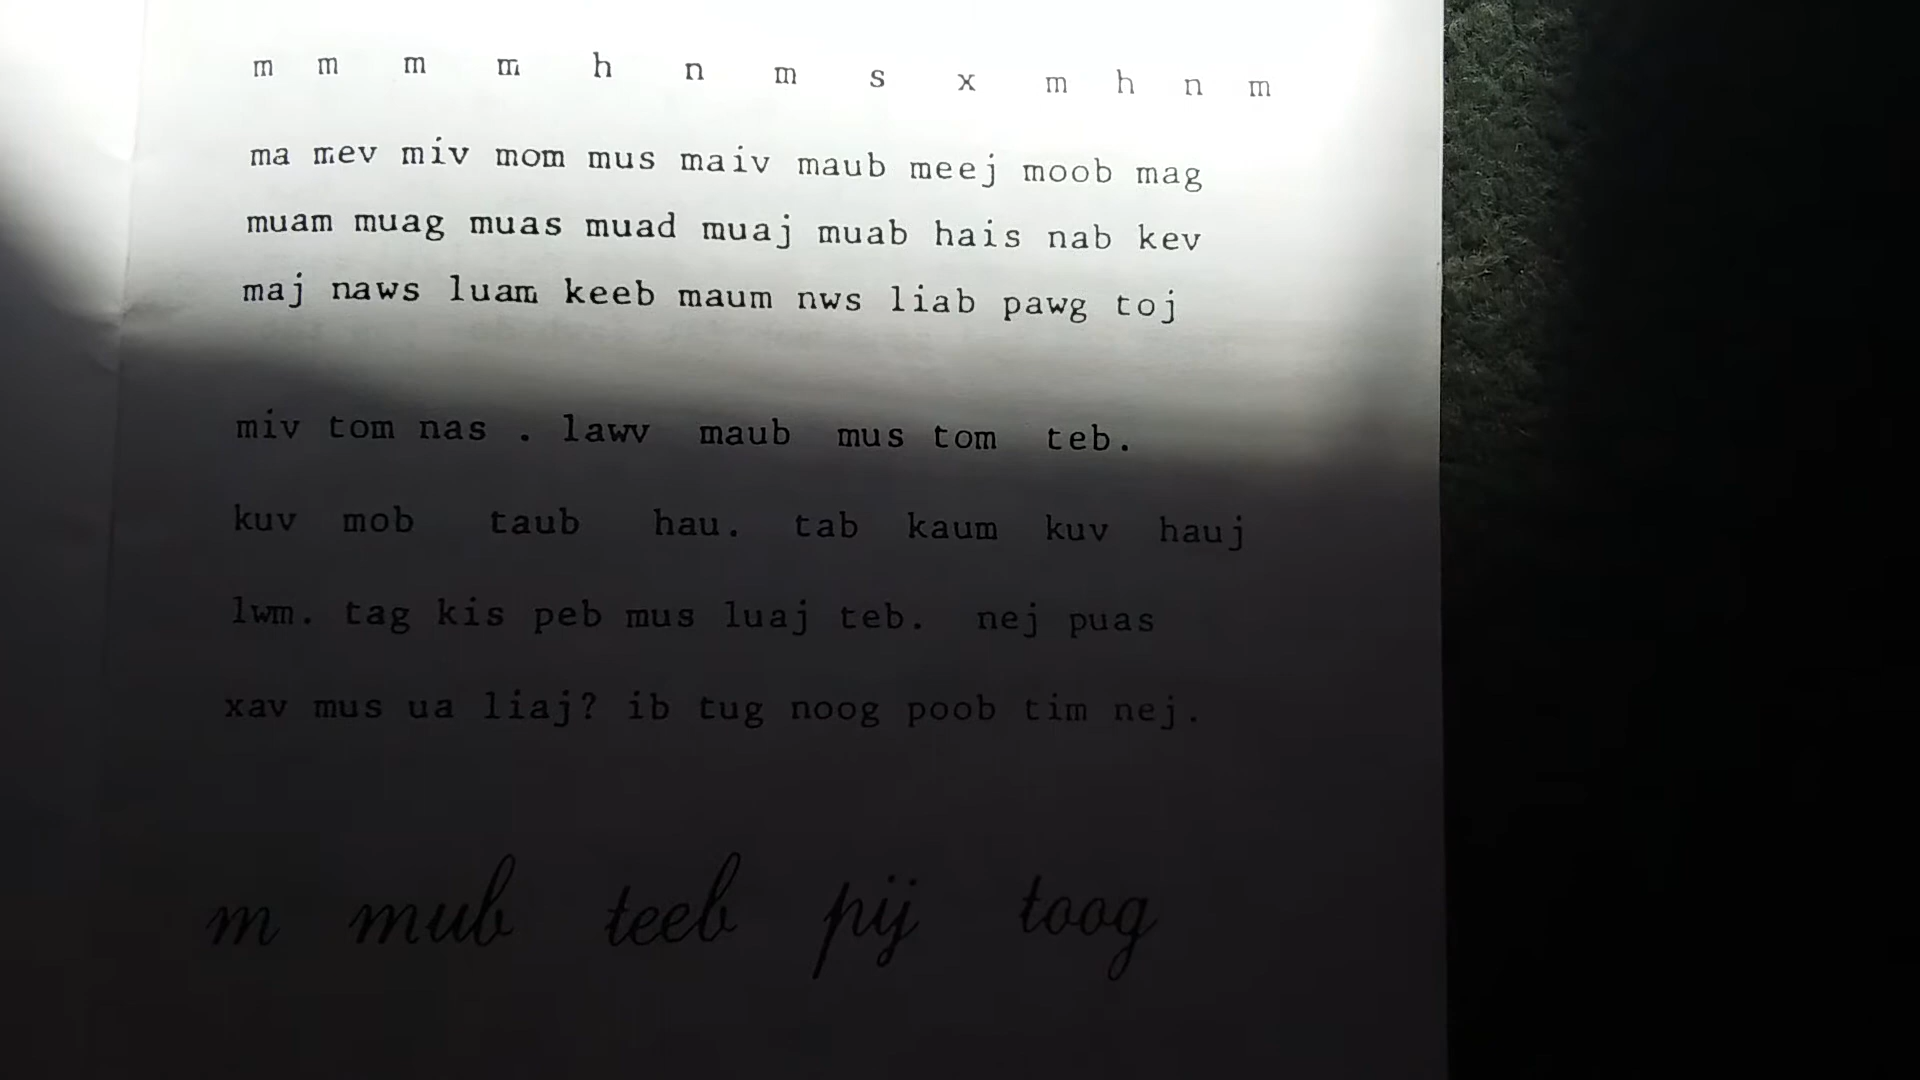 m m m m h n m s x m h n m
ma mev miv mom mus maiv maub meej moob mag
muam muag muas muad muaj muab hais nab kev
maj naws luam keeb maum nws liab pawg toj
miv tom nas . lawv maub mus tom teb.
kuv mob taub hau. tab kaum kuv hauj
lwm. tag kis peb mus luaj teb. nej puas
xav mus ua liaj? ib tug noog poob tim nej.
m mub teeb pij toog